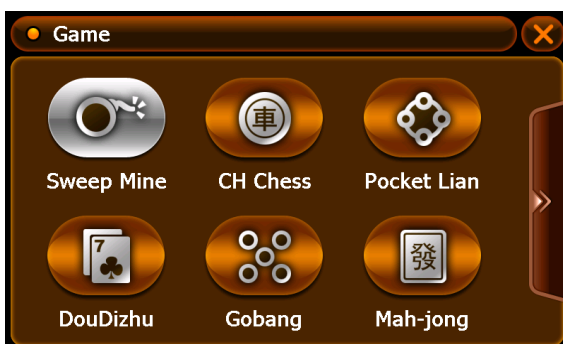 Game
車
Sweep Mine
CH Chess
Pocket Lian
7
發
DouDizhu
Gobang
Mah-jong